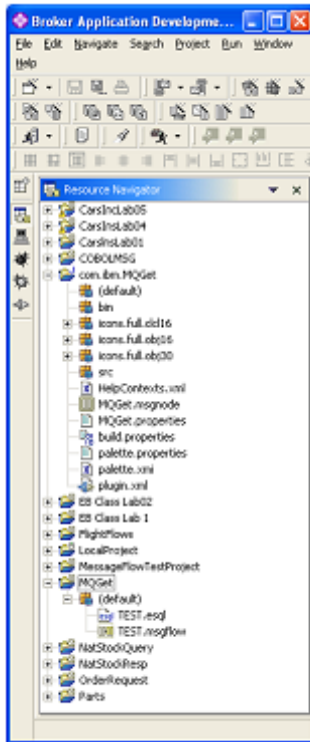 Broker Application Developme...
File Edit Navigate Search Project Run Window
Help
Resource Navigator
CarsIncLab05
CarsInsLab04
CarsInsLab01
COBOLMSG
com.ibm.MQGet
(default)
bin
icons.full.clcl16
icons.full.obj16
icons.full.obj30
src
HelpContexts.xml
MQGet.msgnode
MQGet.properties
build.properties
palette.properties
palette.xmi
plugin.xml
EB Class Lab02
EB Class Lab 1
FlightFlows
LocalProject
MessageFlowTestProject
MQGet
(default)
TEST.esql
TEST.msgflow
NatStockQuery
NatStockResp
OrderRequest
Parts